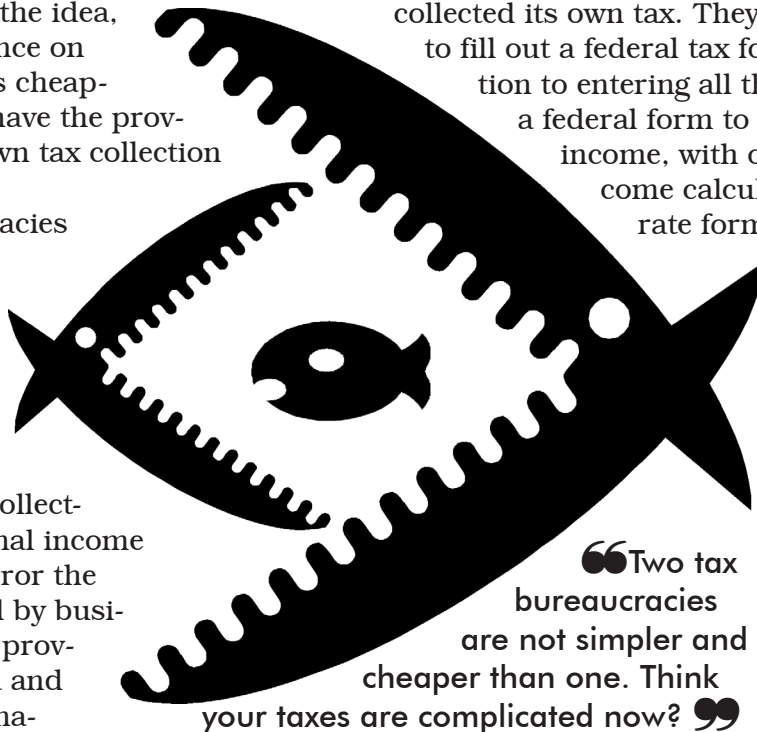 the idea,
nce on
s cheap-
have the prov-
wn tax collection
acies
ollect-
nal income
ror the
l by busi-
prov-
and
na-
collected its own tax. They
to fill out a federal tax fo
tion to entering all th
a federal form to
income, with c
come calcul
rate form
❝Two tax
bureaucracies
are not simpler and
cheaper than one. Think
your taxes are complicated now? ❞